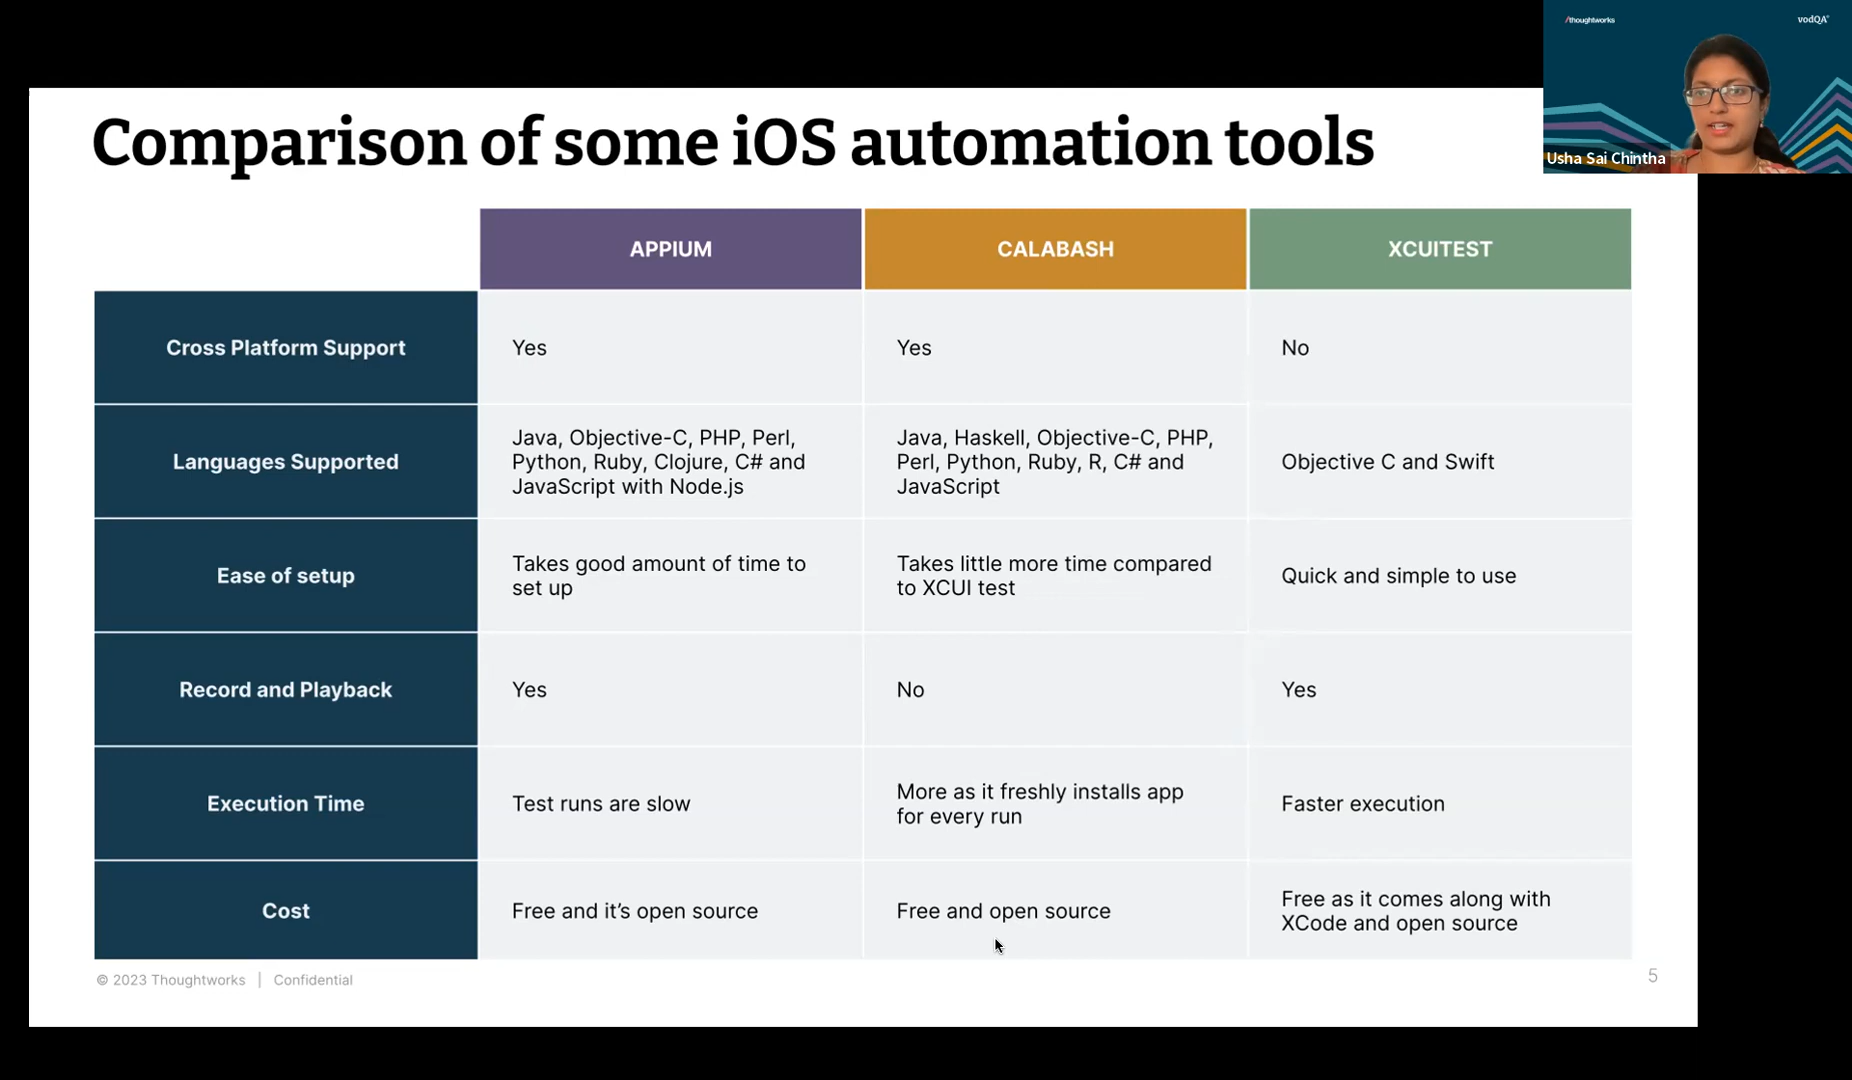 /thoughtworks
vodQA
Usha Sai Chintha
Comparison of some iOS automation tools
APPIUM
CALABASH
XCUITEST
Cross Platform Support
Yes
Yes
No
Languages Supported
Java, Objective-C, PHP, Perl,
Python, Ruby, Clojure, C# and
JavaScript with Node.js
Java, Haskell, Objective-C, PHP,
Perl, Python, Ruby, R, C# and
JavaScript
Objective C and Swift
Ease of setup
Takes good amount of time to
set up
Takes little more time compared
to XCUI test
Quick and simple to use
Record and Playback
Yes
No
Yes
Execution Time
Test runs are slow
More as it freshly installs app
for every run
Faster execution
Cost
Free and it’s open source
Free and open source
Free as it comes along with
XCode and open source
© 2023 Thoughtworks | Confidential
5